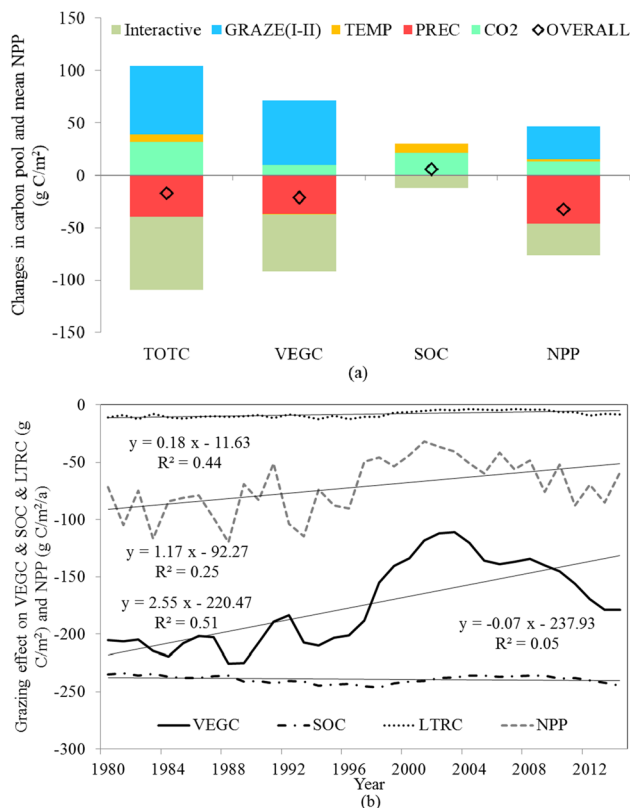 (a)
Interactive GRAZE(I-II) TEMP PREC CO2 OVERALL
Changes in carbon pool and mean NPP
(g C/m²)
150
100
50
0
-50
-100
-150
TOTC VEGC SOC NPP
(a)
Grazing effect on VEGC & SOC & LTRC (g
C/m²) and NPP (g C/m²/a)
0
-50
-100
-150
-200
-250
-300
y = 0.18 x - 11.63
R² = 0.44
y = 1.17 x - 92.27
R² = 0.25
y = 2.55 x - 220.47
R² = 0.51
y = -0.07 x - 237.93
R² = 0.05
VEGC SOC LTRC NPP
1980 1984 1988 1992 1996 2000 2004 2008 2012
Year
(b)